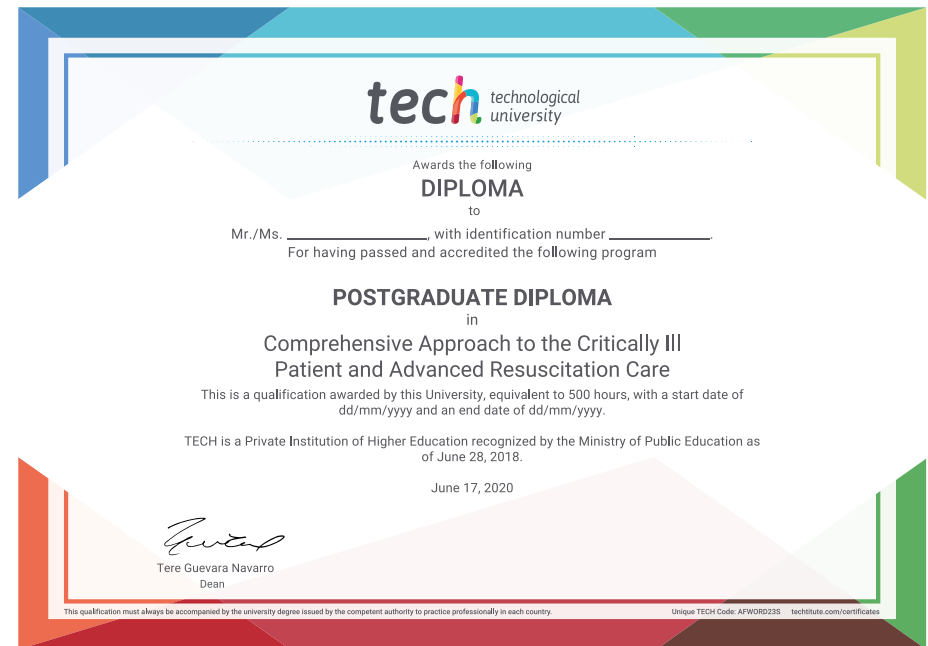 tech technological
university
Awards the following
DIPLOMA
to
Mr./Ms. ____________________, with identification number ______________.
For having passed and accredited the following program
POSTGRADUATE DIPLOMA
in
Comprehensive Approach to the Critically Ill
Patient and Advanced Resuscitation Care
This is a qualification awarded by this University, equivalent to 500 hours, with a start date of
dd/mm/yyyy and an end date of dd/mm/yyyy.
TECH is a Private Institution of Higher Education recognized by the Ministry of Public Education as
of June 28, 2018.
June 17, 2020
Tere Guevara Navarro
Dean
This qualification must always be accompanied by the university degree issued by the competent authority to practice professionally in each country.
Unique TECH Code: AFWORD23S techtitute.com/certificates